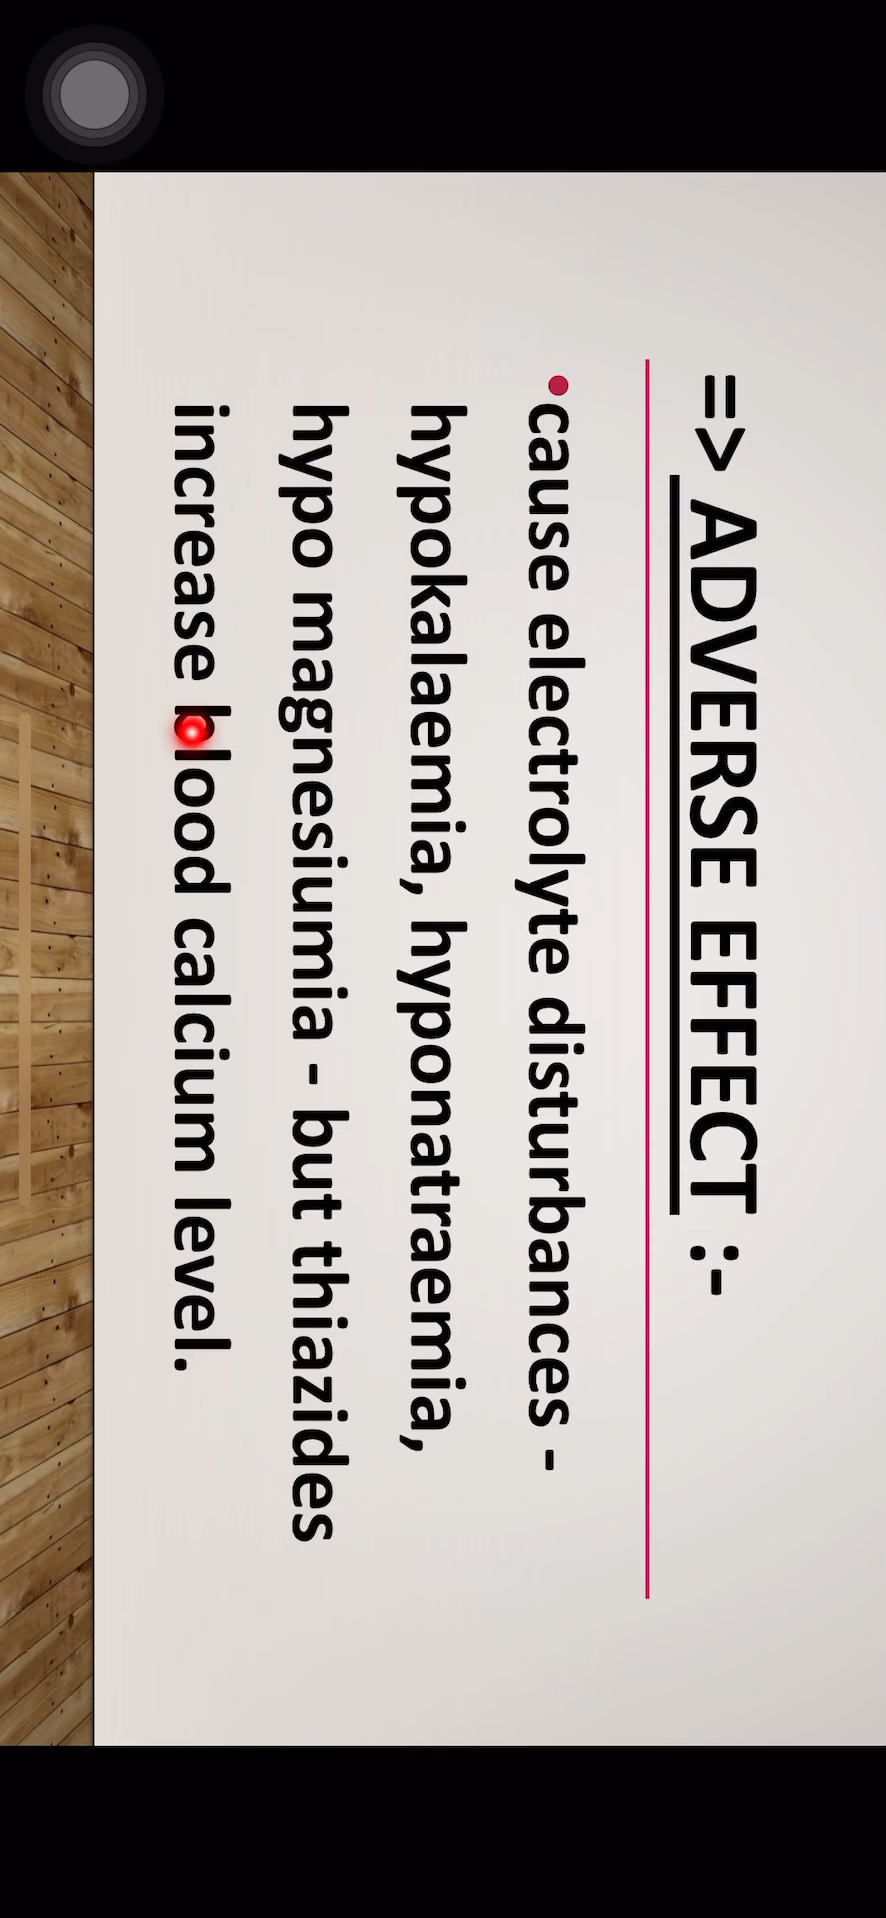 => ADVERSE EFFECT :-
•cause electrolyte disturbances -
hypokalaemia, hyponatraemia,
hypo magnesiumia - but thiazides
increase blood calcium level.